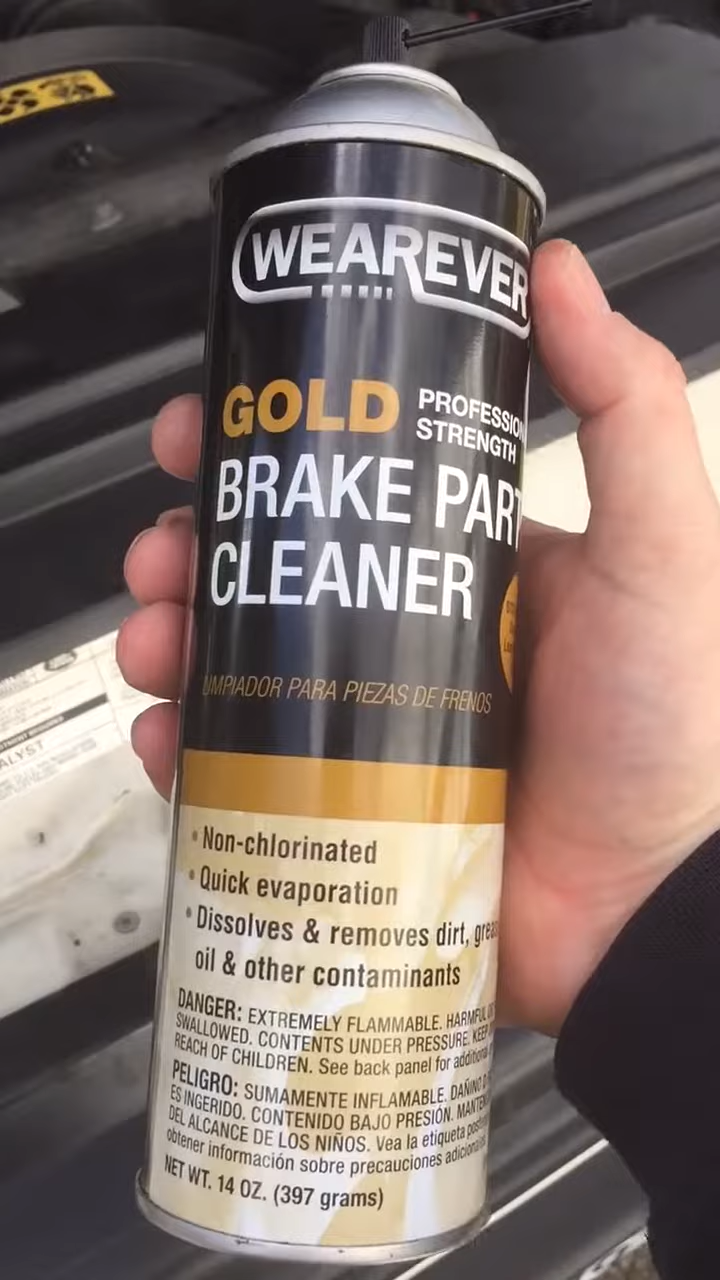 WEAREVER
GOLD
PROFESSION
STRENGTH
BRAKE PART
CLEANER
LIMPIADOR PARA PIEZAS DE FRENOS
• Non-chlorinated
• Quick evaporation
• Dissolves & removes dirt, grea
oil & other contaminants
DANGER: EXTREMELY FLAMMABLE. HARMFUL
SWALLOWED. CONTENTS UNDER PRESSURE. KEEP
REACH OF CHILDREN. See back panel for additional
PELIGRO: SUMAMENTE INFLAMABLE. DAÑINO
ES INGERIDO. CONTENIDO BAJO PRESIÓN. MANTEN
DEL ALCANCE DE LOS NIÑOS. Vea la etiqueta
obtener información sobre precauciones adicional
NET WT. 14 OZ. (397 grams)
ALYST